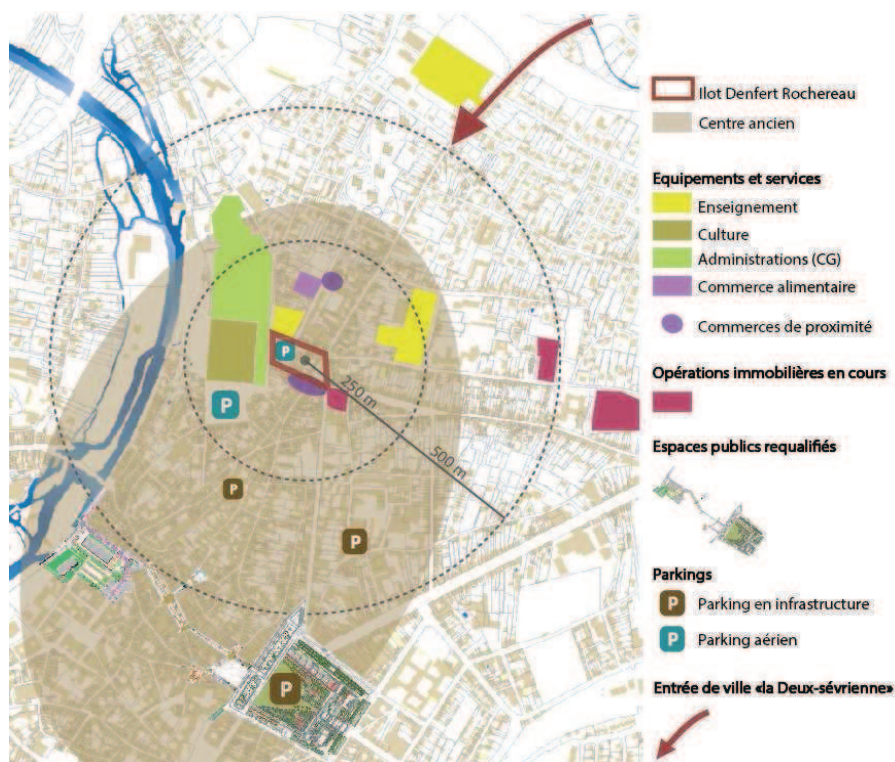 P
P
250 m
500 m
P
P
P
Ilot Denfert Rochereau
Centre ancien
Equipements et services
Enseignement
Culture
Administrations (CG)
Commerce alimentaire
Commerces de proximité
Opérations immobilières en cours
Espaces publics requalifiés
Parkings
P Parking en infrastructure
P Parking aérien
Entrée de ville «la Deux-sévrienne»